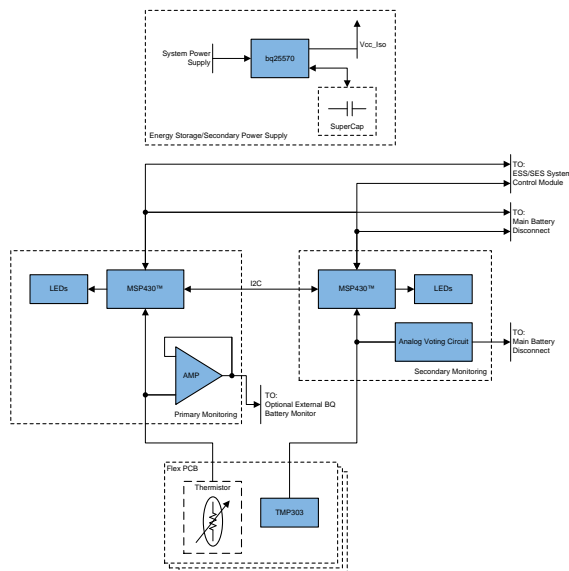 System Power
Supply
bq25570
Vcc_Iso
SuperCap
Energy Storage/Secondary Power Supply
TO:
ESS/SES System
Control Module
TO:
Main Battery
Disconnect
LEDs
MSP430™
I2C
MSP430™
LEDs
Analog Voting Circuit
TO:
Main Battery
Disconnect
Secondary Monitoring
AMP
Primary Monitoring
TO:
Optional External BQ
Battery Monitor
Flex PCB
Thermistor
TMP303